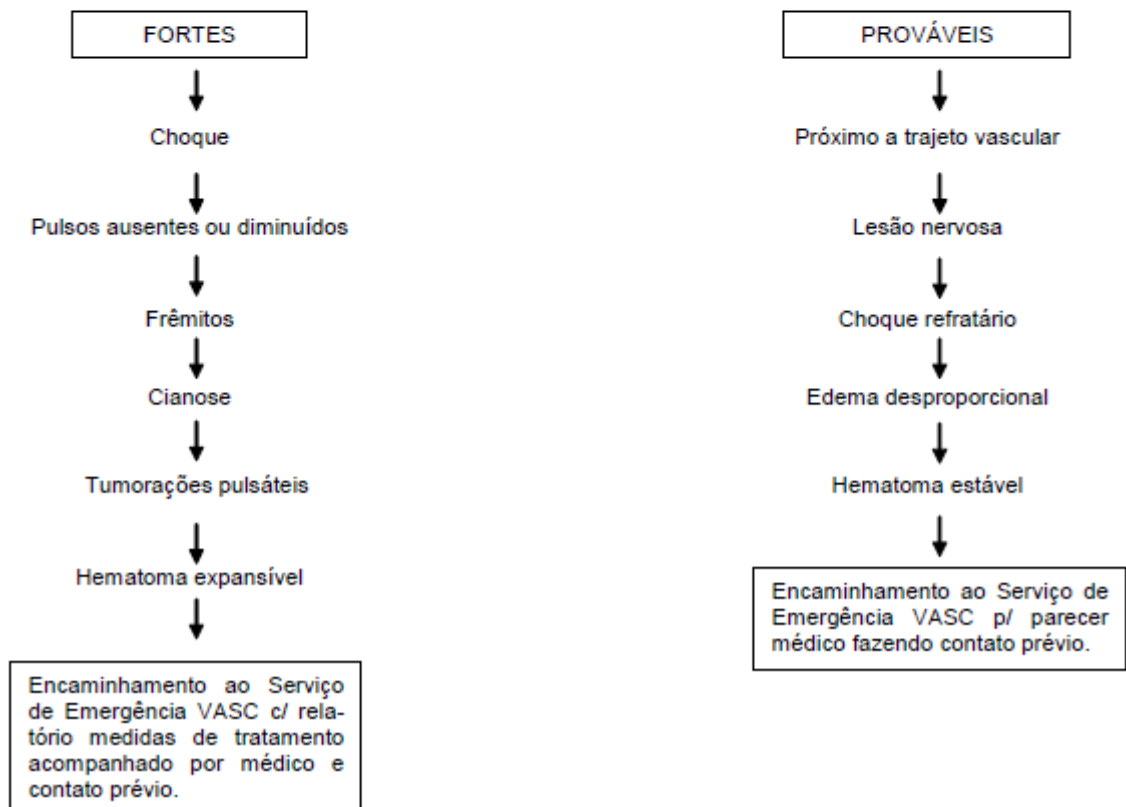 FORTES
Choque
Pulsos ausentes ou diminuídos
Frêmitos
Cianose
Tumorações pulsáteis
Hematoma expansível
Encaminhamento ao Serviço
de Emergência VASC c/ rela-
tório medidas de tratamento
acompanhado por médico e
contato prévio.
PROVÁVEIS
Próximo a trajeto vascular
Lesão nervosa
Choque refratário
Edema desproporcional
Hematoma estável
Encaminhamento ao Serviço de
Emergência VASC p/ parecer
médico fazendo contato prévio.